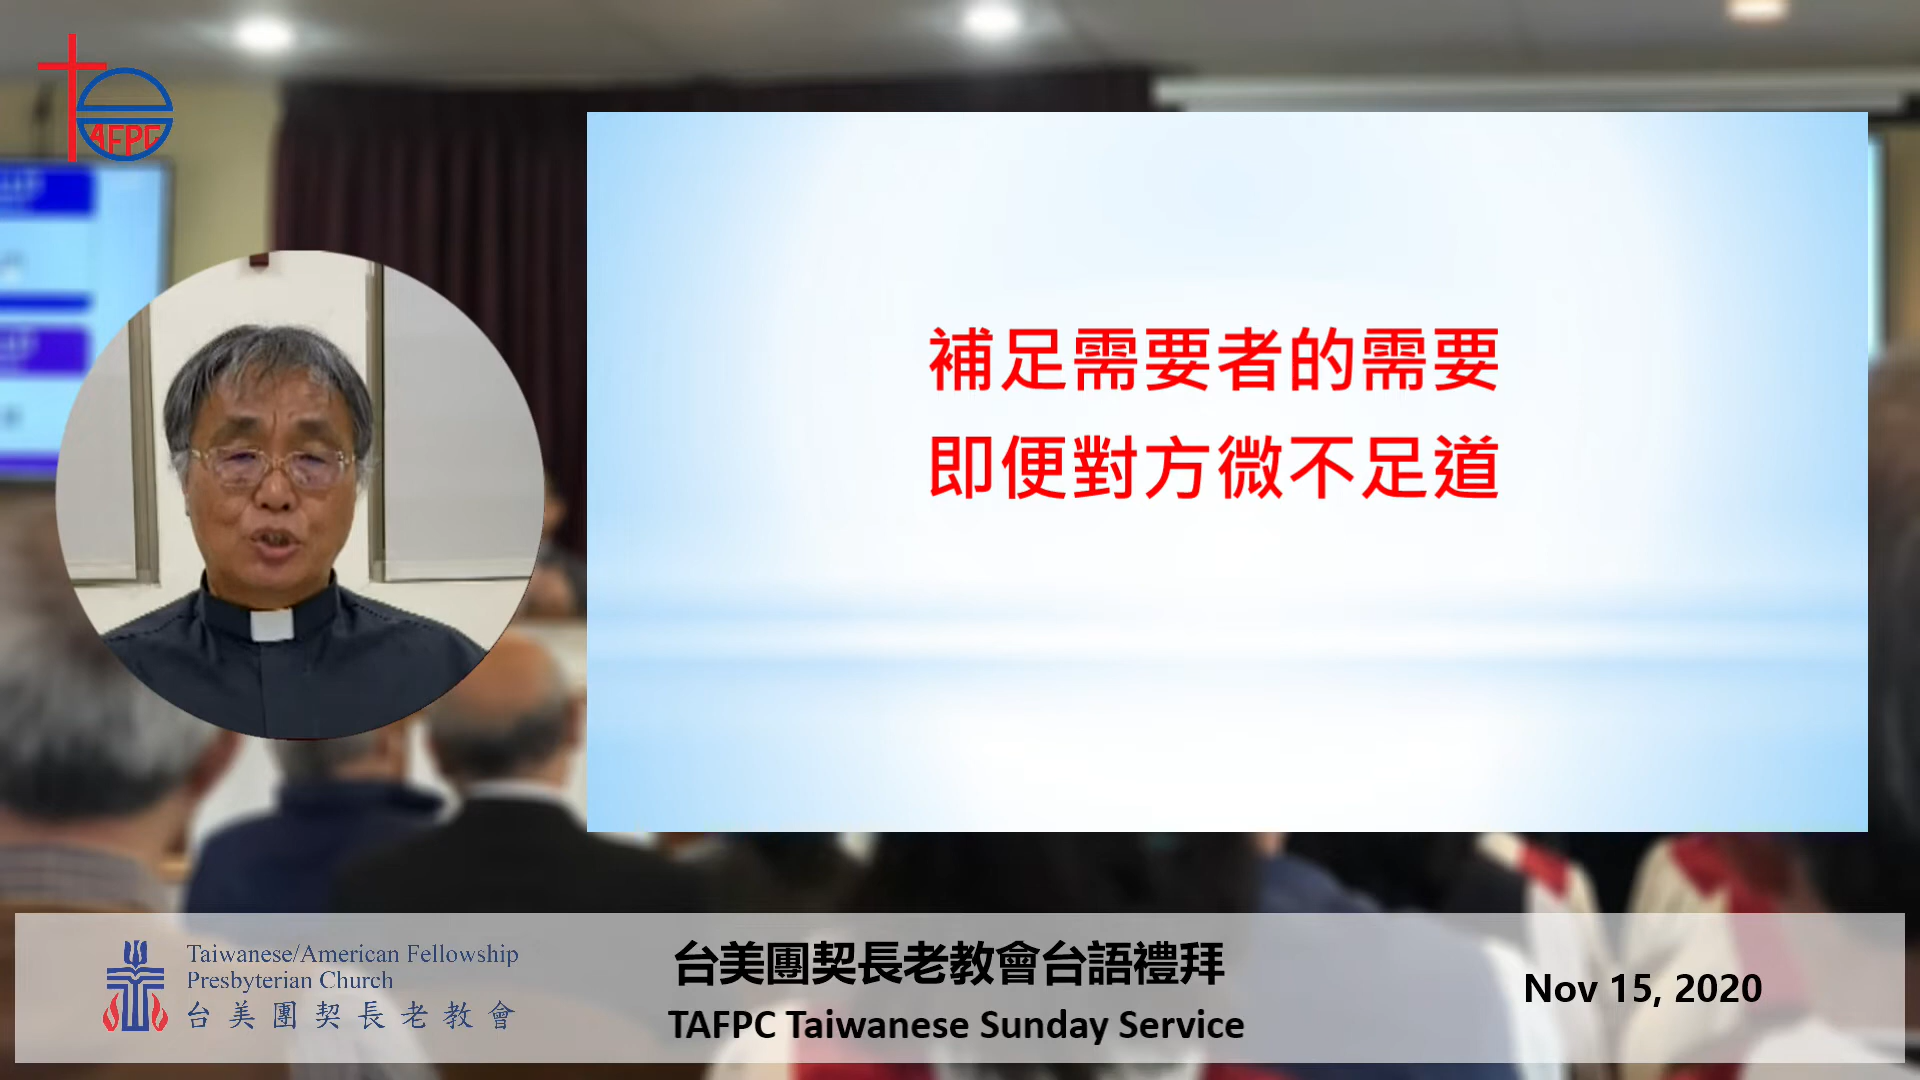 AFPC
補足需要者的需要
即便對方微不足道
Taiwanese/American Fellowship
Presbyterian Church
台美團契長老教會
台美團契長老教會台語禮拜
TAFPC Taiwanese Sunday Service
Nov 15, 2020